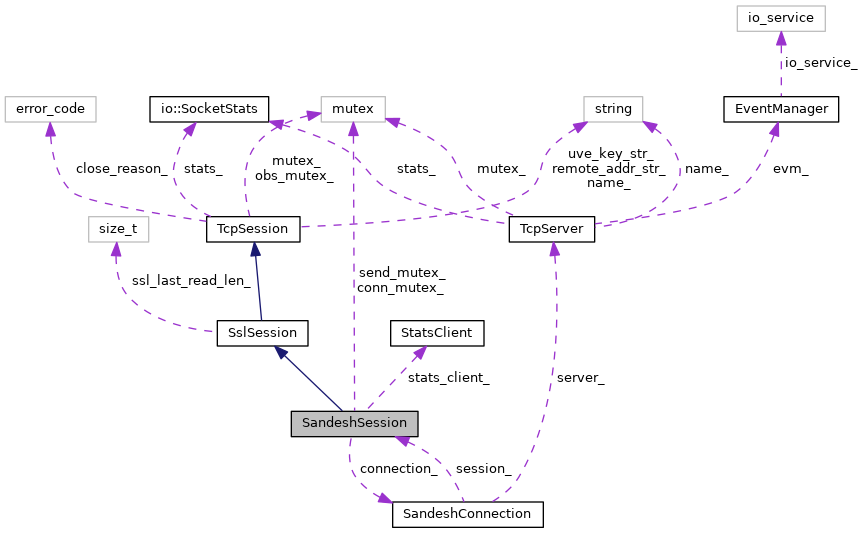 io_service
io_service_
error_code
io::SocketStats
mutex
string
EventManager
close_reason_
stats_
mutex_
obs_mutex_
stats_
mutex_
uve_key_str_
remote_addr_str_
name_
name_
evm_
size_t
TcpSession
TcpServer
ssl_last_read_len_
send_mutex_
conn_mutex_
SslSession
StatsClient
stats_client_
server_
SandeshSession
connection_
session_
SandeshConnection